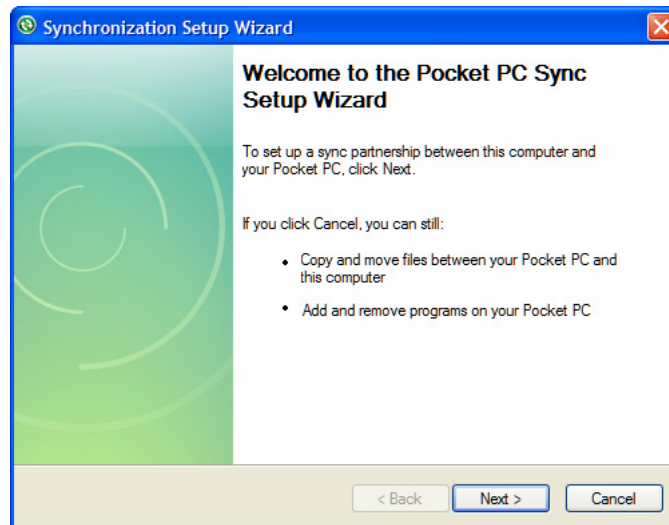 Synchronization Setup Wizard
Welcome to the Pocket PC Sync
Setup Wizard
To set up a sync partnership between this computer and
your Pocket PC, click Next.
If you click Cancel, you can still:
• Copy and move files between your Pocket PC and
this computer
• Add and remove programs on your Pocket PC
< Back Next > Cancel